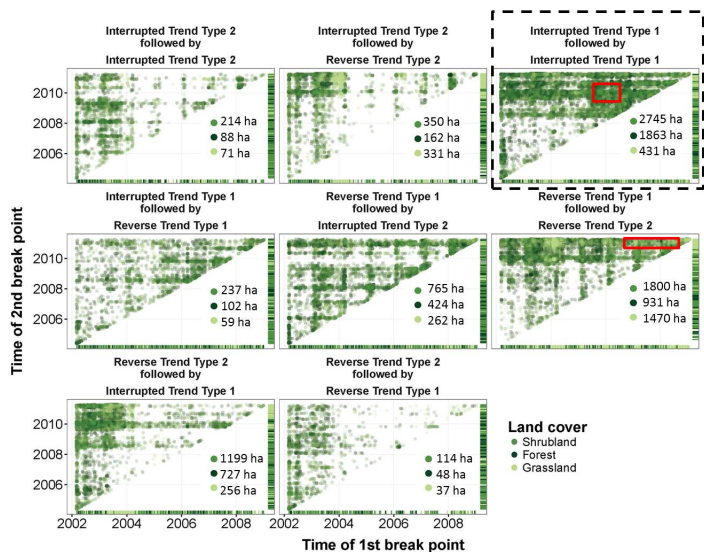 Interrupted Trend Type 2
followed by
Interrupted Trend Type 2
Interrupted Trend Type 2
followed by
Reverse Trend Type 2
Interrupted Trend Type 1
followed by
Interrupted Trend Type 1
2010
2008
2006
214 ha
88 ha
71 ha
350 ha
162 ha
331 ha
2745 ha
1863 ha
431 ha
Interrupted Trend Type 1
followed by
Reverse Trend Type 1
Reverse Trend Type 1
followed by
Interrupted Trend Type 2
Reverse Trend Type 1
followed by
Reverse Trend Type 2
2010
2008
2006
237 ha
102 ha
59 ha
765 ha
424 ha
262 ha
1800 ha
931 ha
1470 ha
Reverse Trend Type 2
followed by
Interrupted Trend Type 1
Reverse Trend Type 2
followed by
Reverse Trend Type 1
2010
2008
2006
1199 ha
727 ha
256 ha
114 ha
48 ha
37 ha
2002 2004 2006 2008
2002 2004 2006 2008
Time of 2nd break point
Time of 1st break point
Land cover
Shrubland
Forest
Grassland